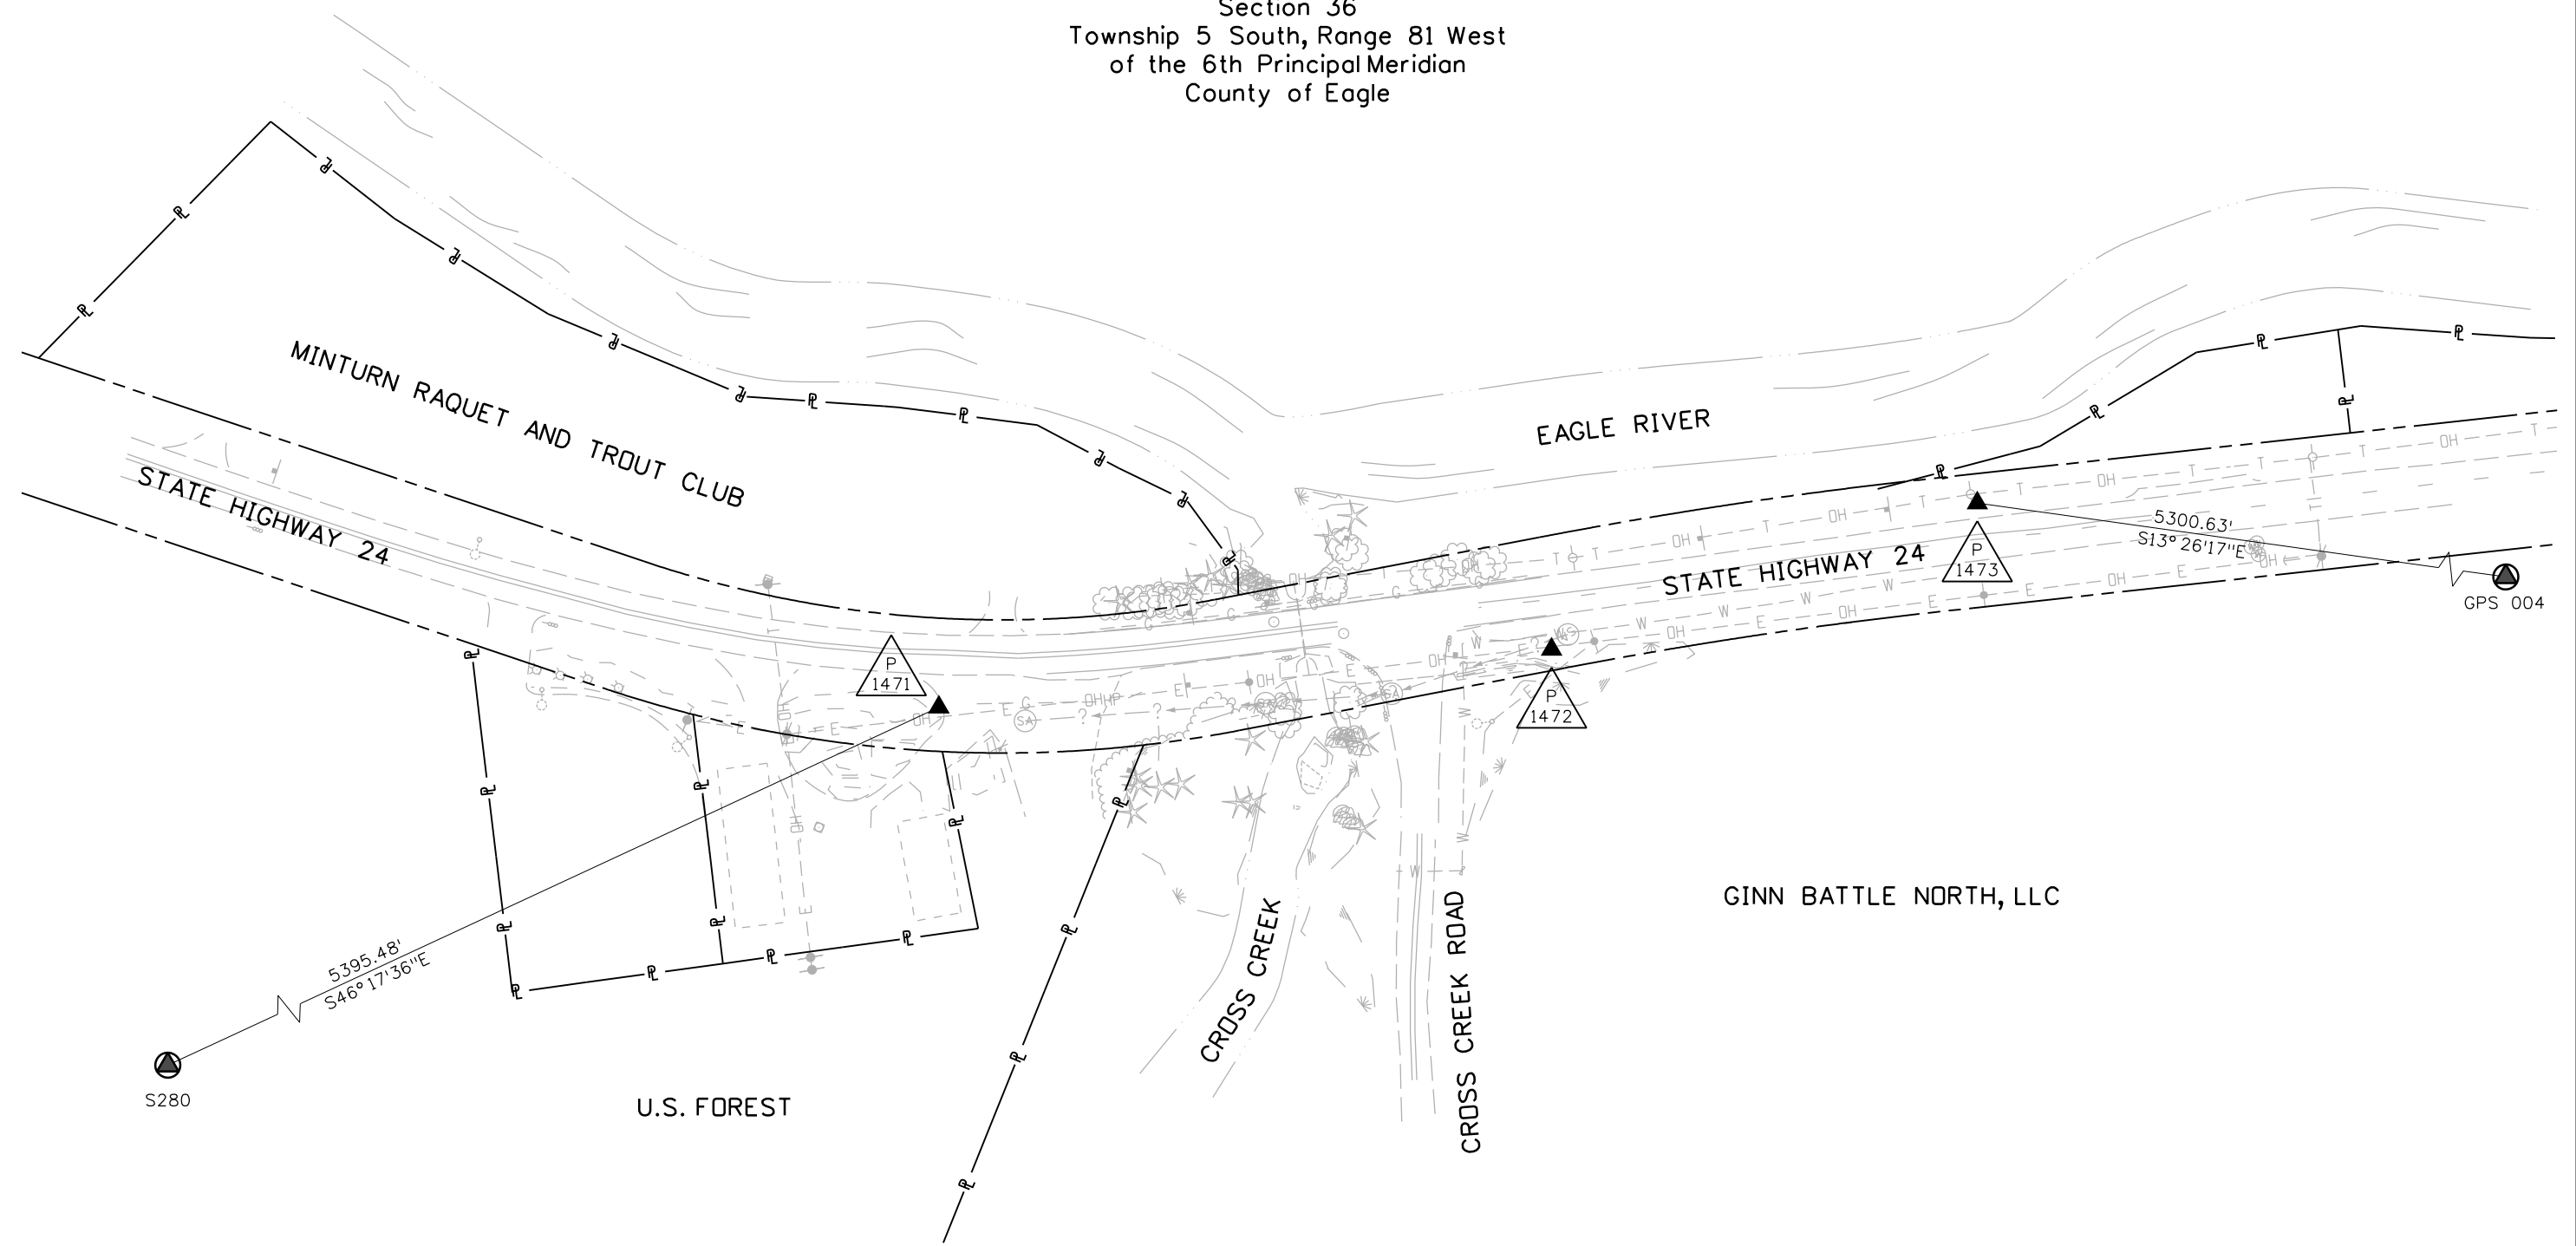 Section 36
Township 5 South, Range 81 West
of the 6th Principal Meridian
County of Eagle
MINTURN RAQUET AND TROUT CLUB
EAGLE RIVER
STATE HIGHWAY 24
STATE HIGHWAY 24
P
1473
5300.63'
S13° 26'17"E
GPS 004
P
1471
P
1472
GINN BATTLE NORTH, LLC
CROSS CREEK
CROSS CREEK ROAD
5395.48'
S46° 17'36"E
S280
U.S. FOREST